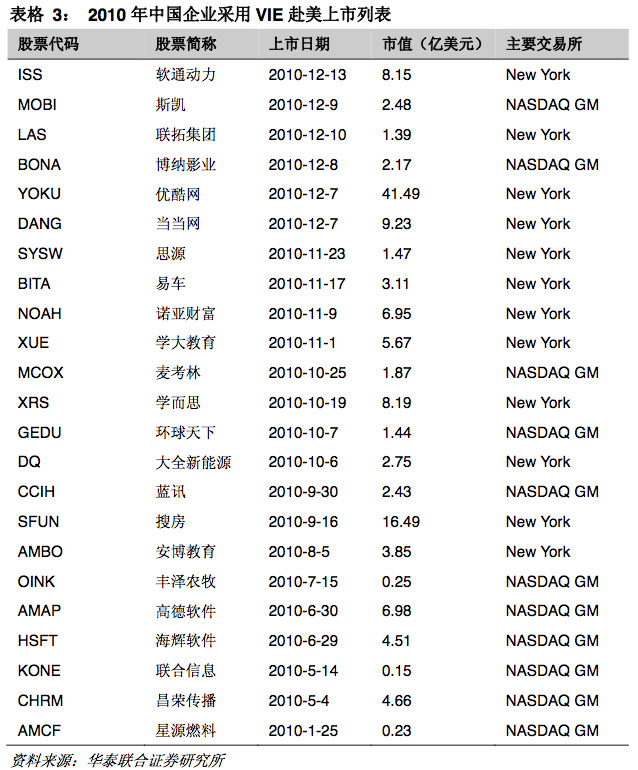 表格 3： 2010 年中国企业采用 VIE 赴美上市列表
股票代码 股票简称 上市日期 市值（亿美元） 主要交易所
ISS 软通动力 2010-12-13 8.15 New York
MOBI 斯凯 2010-12-9 2.48 NASDAQ GM
LAS 联拓集团 2010-12-10 1.39 New York
BONA 博纳影业 2010-12-8 2.17 NASDAQ GM
YOKU 优酷网 2010-12-7 41.49 New York
DANG 当当网 2010-12-7 9.23 New York
SYSW 思源 2010-11-23 1.47 New York
BITA 易车 2010-11-17 3.11 New York
NOAH 诺亚财富 2010-11-9 6.95 New York
XUE 学大教育 2010-11-1 5.67 New York
MCOX 麦考林 2010-10-25 1.87 NASDAQ GM
XRS 学而思 2010-10-19 8.19 New York
GEDU 环球天下 2010-10-7 1.44 NASDAQ GM
DQ 大全新能源 2010-10-6 2.75 New York
CCIH 蓝讯 2010-9-30 2.43 NASDAQ GM
SFUN 搜房 2010-9-16 16.49 New York
AMBO 安博教育 2010-8-5 3.85 New York
OINK 丰泽农牧 2010-7-15 0.25 NASDAQ GM
AMAP 高德软件 2010-6-30 6.98 NASDAQ GM
HSFT 海辉软件 2010-6-29 4.51 NASDAQ GM
KONE 联合信息 2010-5-14 0.15 NASDAQ GM
CHRM 昌荣传播 2010-5-4 4.66 NASDAQ GM
AMCF 星源燃料 2010-1-25 0.23 NASDAQ GM
资料来源：华泰联合证券研究所